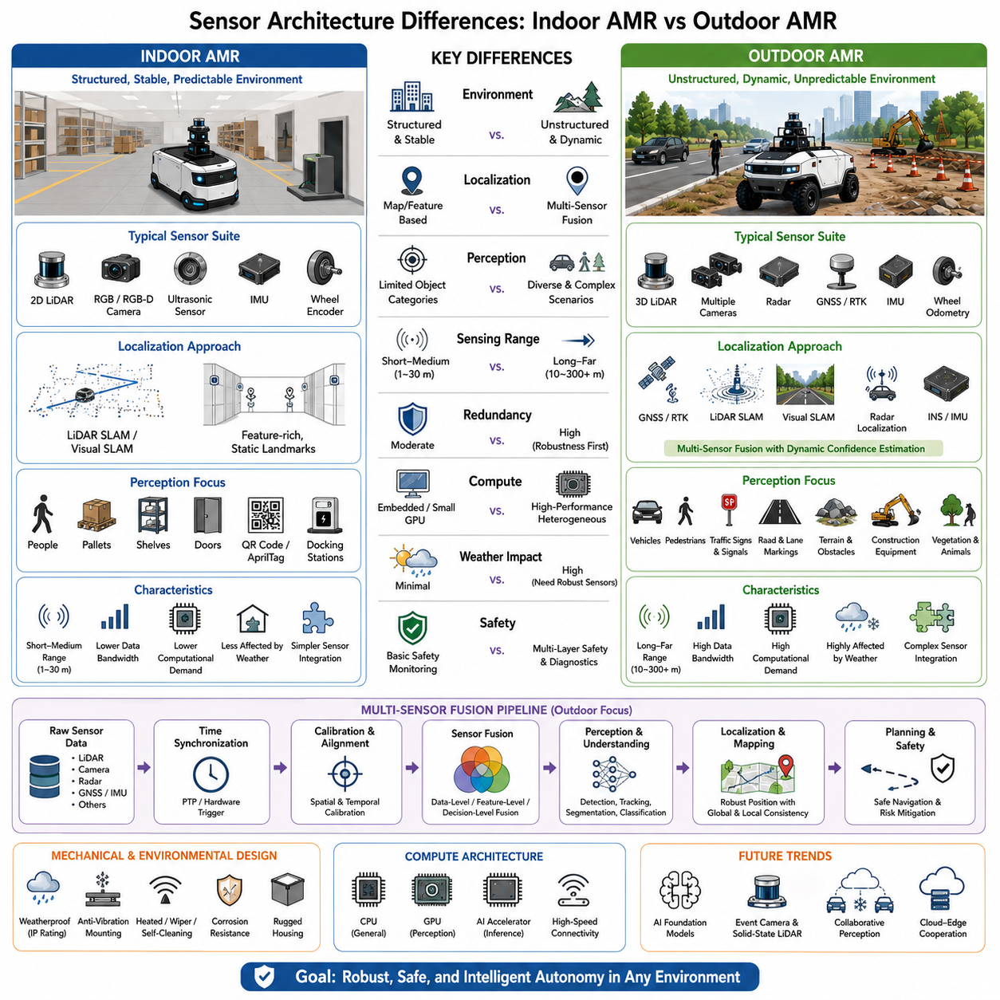 Sensor Architecture Differences: Indoor AMR vs Outdoor AMR
INDOOR AMR
Structured, Stable, Predictable Environment
Typical Sensor Suite
2D LiDAR
RGB / RGB-D
Camera
Ultrasonic
Sensor
IMU
Wheel
Encoder
Localization Approach
LiDAR SLAM /
Visual SLAM
Feature-rich,
Static Landmarks
Perception Focus
People
Pallets
Shelves
Doors
QR Code /
AprilTag
Docking
Stations
Characteristics
Short–Medium
Range
(1~30 m)
Lower Data
Bandwidth
Lower
Computational
Demand
Less Affected by
Weather
Simpler Sensor
Integration
KEY DIFFERENCES
Environment
Structured
& Stable
vs.
Unstructured
& Dynamic
Localization
Map/Feature
Based
vs.
Multi-Sensor
Fusion
Perception
Limited Object
Categories
vs.
Diverse & Complex
Scenarios
Sensing Range
Short–Medium
(1~30 m)
vs.
Long–Far
(10~300+ m)
Redundancy
Moderate
vs.
High
(Robustness First)
Compute
Embedded / Small
GPU
vs.
High-Performance
Heterogeneous
Weather Impact
Minimal
vs.
High
(Need Robust Sensors)
Safety
Basic Safety
Monitoring
vs.
Multi-Layer Safety
& Diagnostics
OUTDOOR AMR
Unstructured, Dynamic, Unpredictable Environment
Typical Sensor Suite
3D LiDAR
Multiple
Cameras
Radar
GNSS / RTK
IMU
Wheel
Odometry
Localization Approach
GNSS / RTK
LiDAR SLAM
Visual SLAM
Radar
Localization
INS / IMU
Multi-Sensor Fusion with Dynamic Confidence Estimation
Perception Focus
SP
Vehicles
Pedestrians
Traffic Signs
& Signals
Raad & Lane
Markings
Terrain &
Obstacles
Construction
Equipment
Vegetation &
Animals
Characteristics
Long–Far
Range
(10~300+ m)
High Data
Bandwidth
High
Computational
Demand
Highly Affected
by Weather
Complex Sensor
Integration
MULTI-SENSOR FUSION PIPELINE (Outdoor Focus)
Raw Sensor
Data
• LiDAR
• Camera
• Radar
• GNSS / IMU
• Others
Time
Synchronization
PTP / Hardware
Trigger
Calibration &
Ailgnment
Spatial & Temporal
Calibration
Sensor Fusion
Data-Level / Feature-Level /
Decision-Level Fusion
Perception &
Understanding
Detection, Tracking,
Segmentation, Classification
Localization &
Mapping
Robust Position with
Global & Local Consistency
Planning &
Safety
Safe Navigation &
Risk Mitigation
MECHANICAL & ENVIRONMENTAL DESIGN
Weatherproof
(IP Rating)
Anti-Vibration
Mounting
Heated / Wiper /
Self-Cleaning
Corrosion
Resistance
Rugged
Housing
COMPUTE ARCHITECTURE
CPU
(General)
GPU
(Perception)
AI Accelerator
(Inference)
High-Speed
Connectivity
FUTURE TRENDS
AI Foundation
Models
Event Camera &
Solid-State LiDAR
Collaborative
Perception
Cloud–Edge
Cooperation
Goal: Robust, Safe, and Intelligent Autonomy in Any Environment